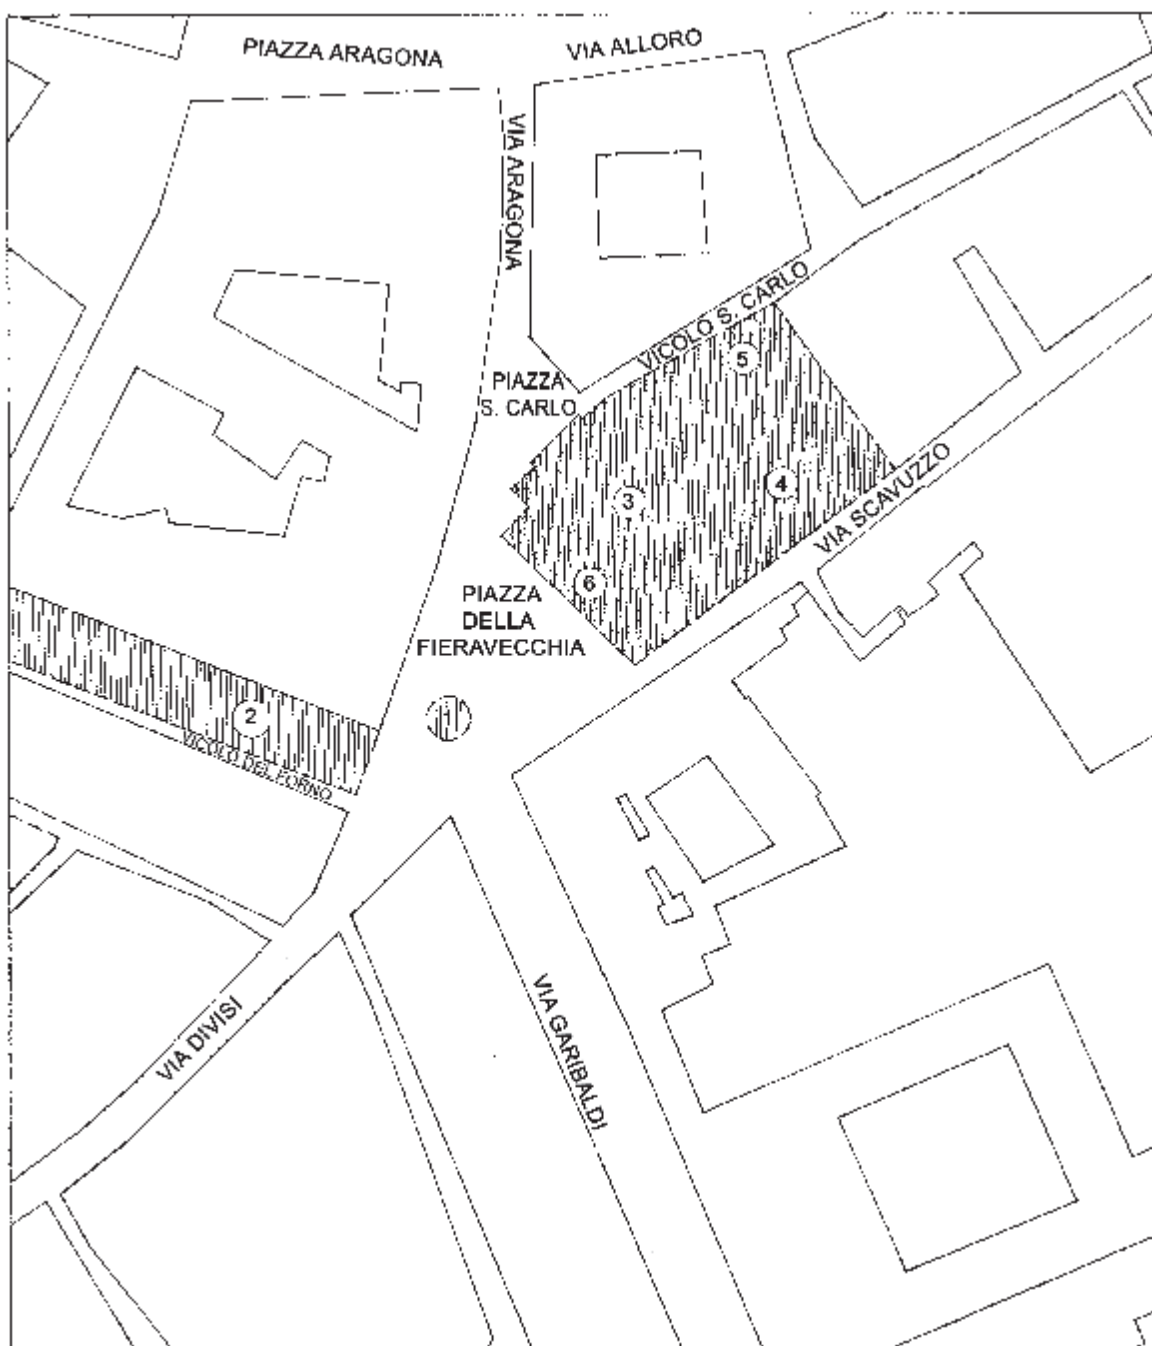 PIAZZA ARAGONA
VIA ALLORO
VIA ARAGONA
VICOLO S. CARLO
5
PIAZZA
S. CARLO
3
4
VIA SCAVUZZO
6
PIAZZA
DELLA
FIERAVECCHIA
1
2
VICOLO DEL FORNO
VIA DIVISI
VIA GARIBALDI